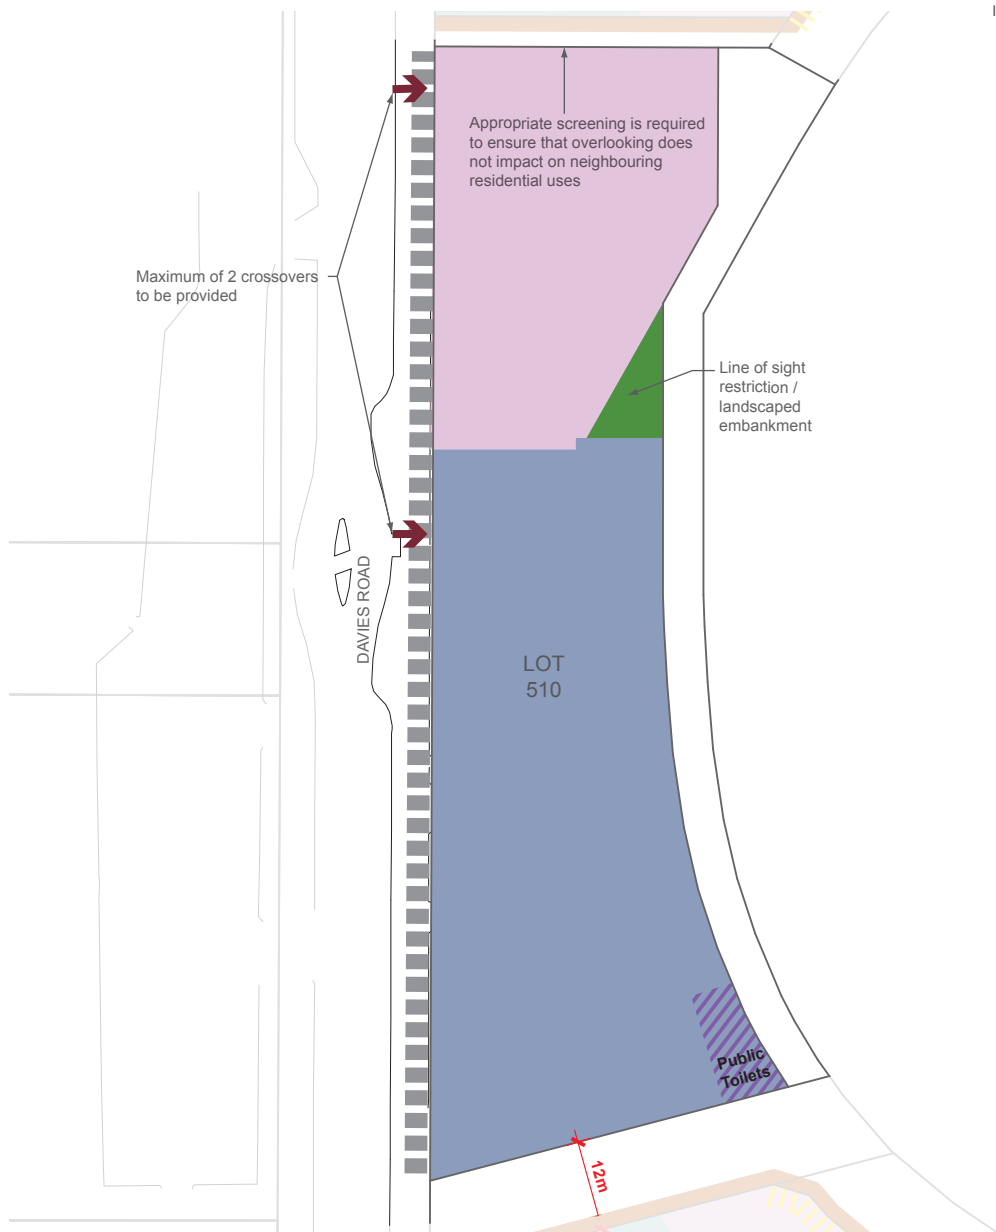 Appropriate screening is required
to ensure that overlooking does
not impact on neighbouring
residential uses
Maximum of 2 crossovers
to be provided
Line of sight
restriction /
landscaped
embankment
DAVIES ROAD
LOT
510
Public
Toilets
12m